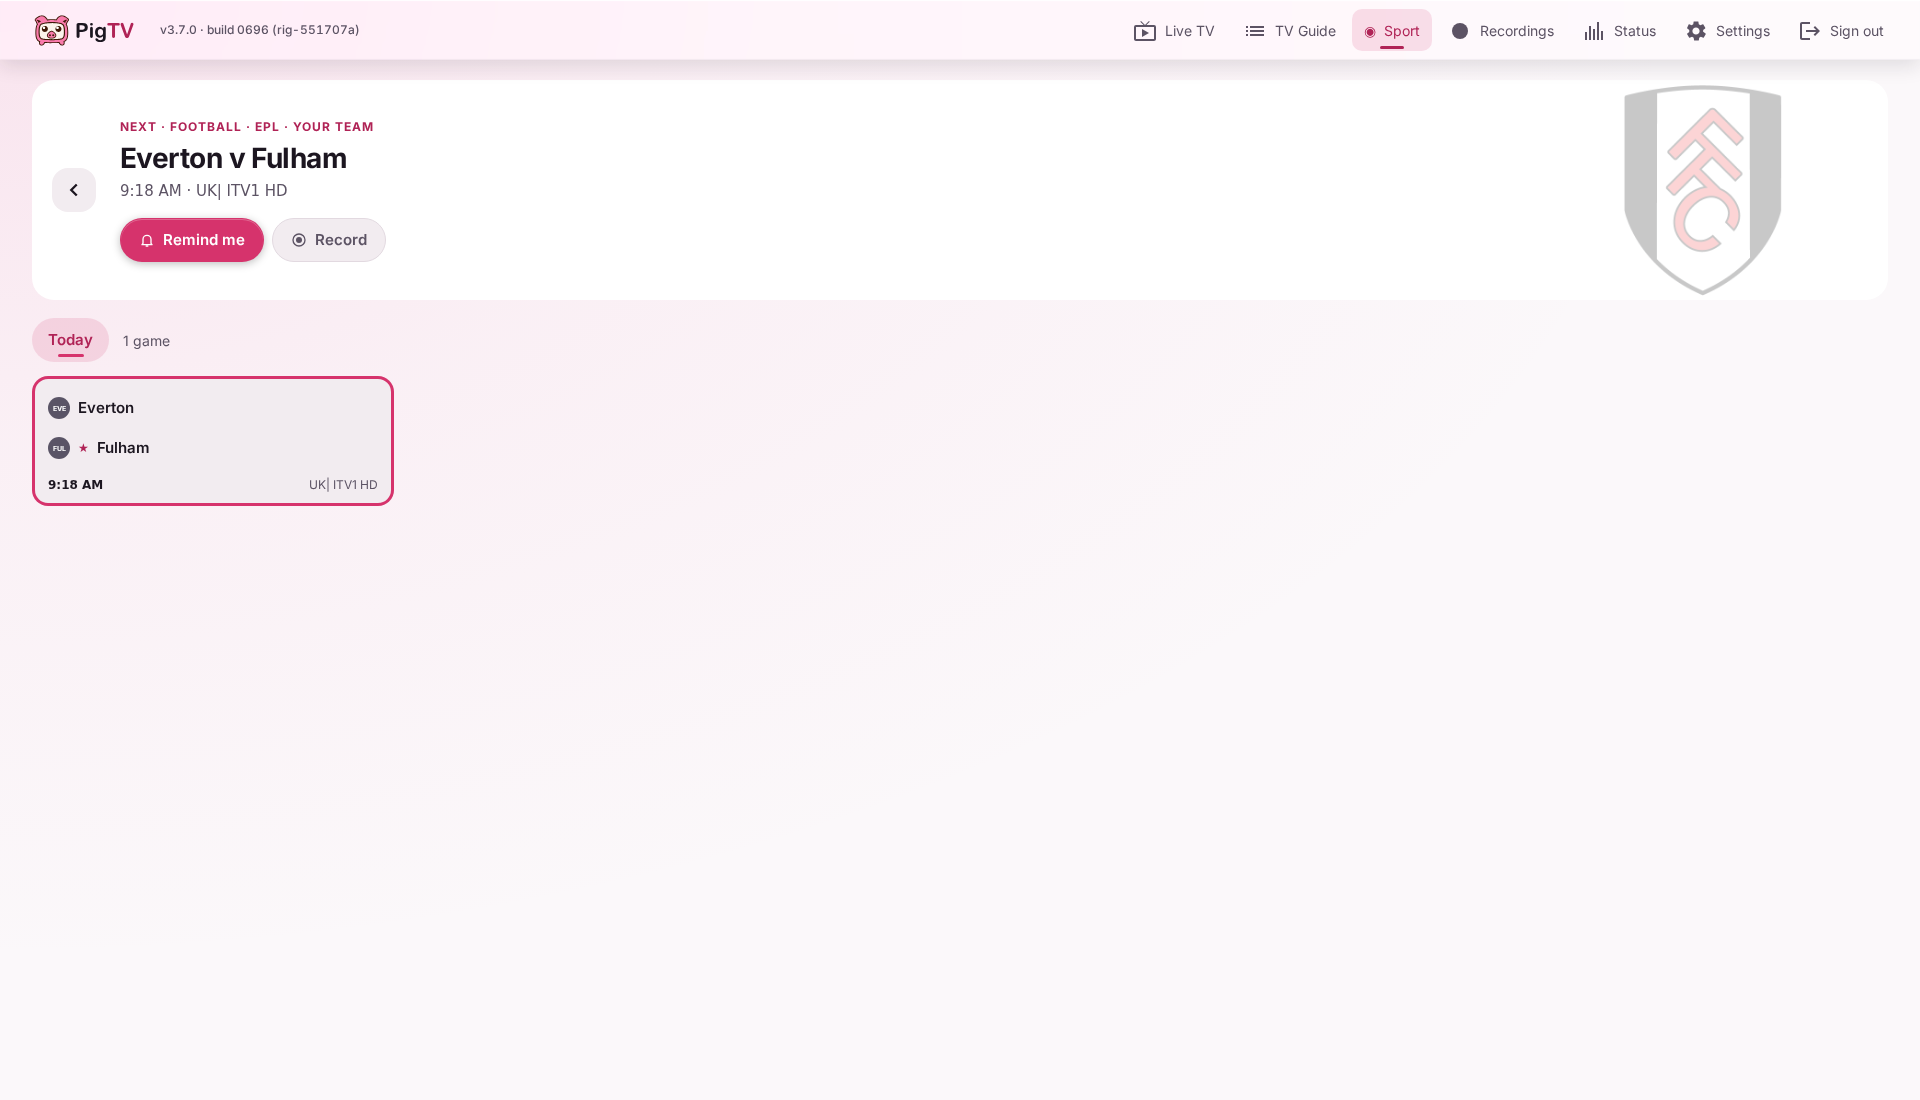 PigTV
v3.7.0 · build 0696 (rig-551707a)
Live TV
TV Guide
Sport
Recordings
Status
Settings
Sign out
NEXT · FOOTBALL · EPL · YOUR TEAM
Everton v Fulham
9:18 AM · UK| ITV1 HD
Remind me
Record
FFC
Today
1 game
EVE
Everton
FUL
★ Fulham
9:18 AM
UK| ITV1 HD